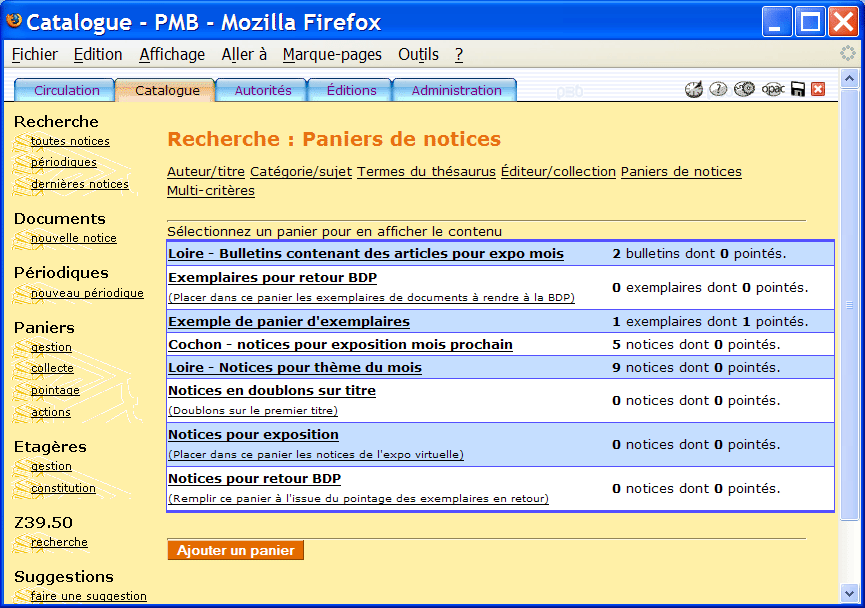 Catalogue - PMB - Mozilla Firefox
Fichier Edition Affichage Aller à Marque-pages Outils ?
Circulation Catalogue Autorités Éditions Administration pmb opac
Recherche
toutes notices
périodiques
dernières notices
Documents
nouvelle notice
Périodiques
nouveau périodique
Paniers
gestion
collecte
pointage
actions
Etagères
gestion
constitution
Z39.50
recherche
Suggestions
faire une suggestion
Recherche : Paniers de notices
Auteur/titre Catégorie/sujet Termes du thésaurus Éditeur/collection Paniers de notices
Multi-critères
Sélectionnez un panier pour en afficher le contenu
Loire - Bulletins contenant des articles pour expo mois 2 bulletins dont 0 pointés.
Exemplaires pour retour BDP
(Placer dans ce panier les exemplaires de documents à rendre à la BDP) 0 exemplaires dont 0 pointés.
Exemple de panier d'exemplaires 1 exemplaires dont 1 pointés.
Cochon - notices pour exposition mois prochain 5 notices dont 0 pointés.
Loire - Notices pour thème du mois 9 notices dont 0 pointés.
Notices en doublons sur titre
(Doublons sur le premier titre) 0 notices dont 0 pointés.
Notices pour exposition
(Placer dans ce panier les notices de l'expo virtuelle) 0 notices dont 0 pointés.
Notices pour retour BDP
(Remplir ce panier à l'issue du pointage des exemplaires en retour) 0 notices dont 0 pointés.
Ajouter un panier